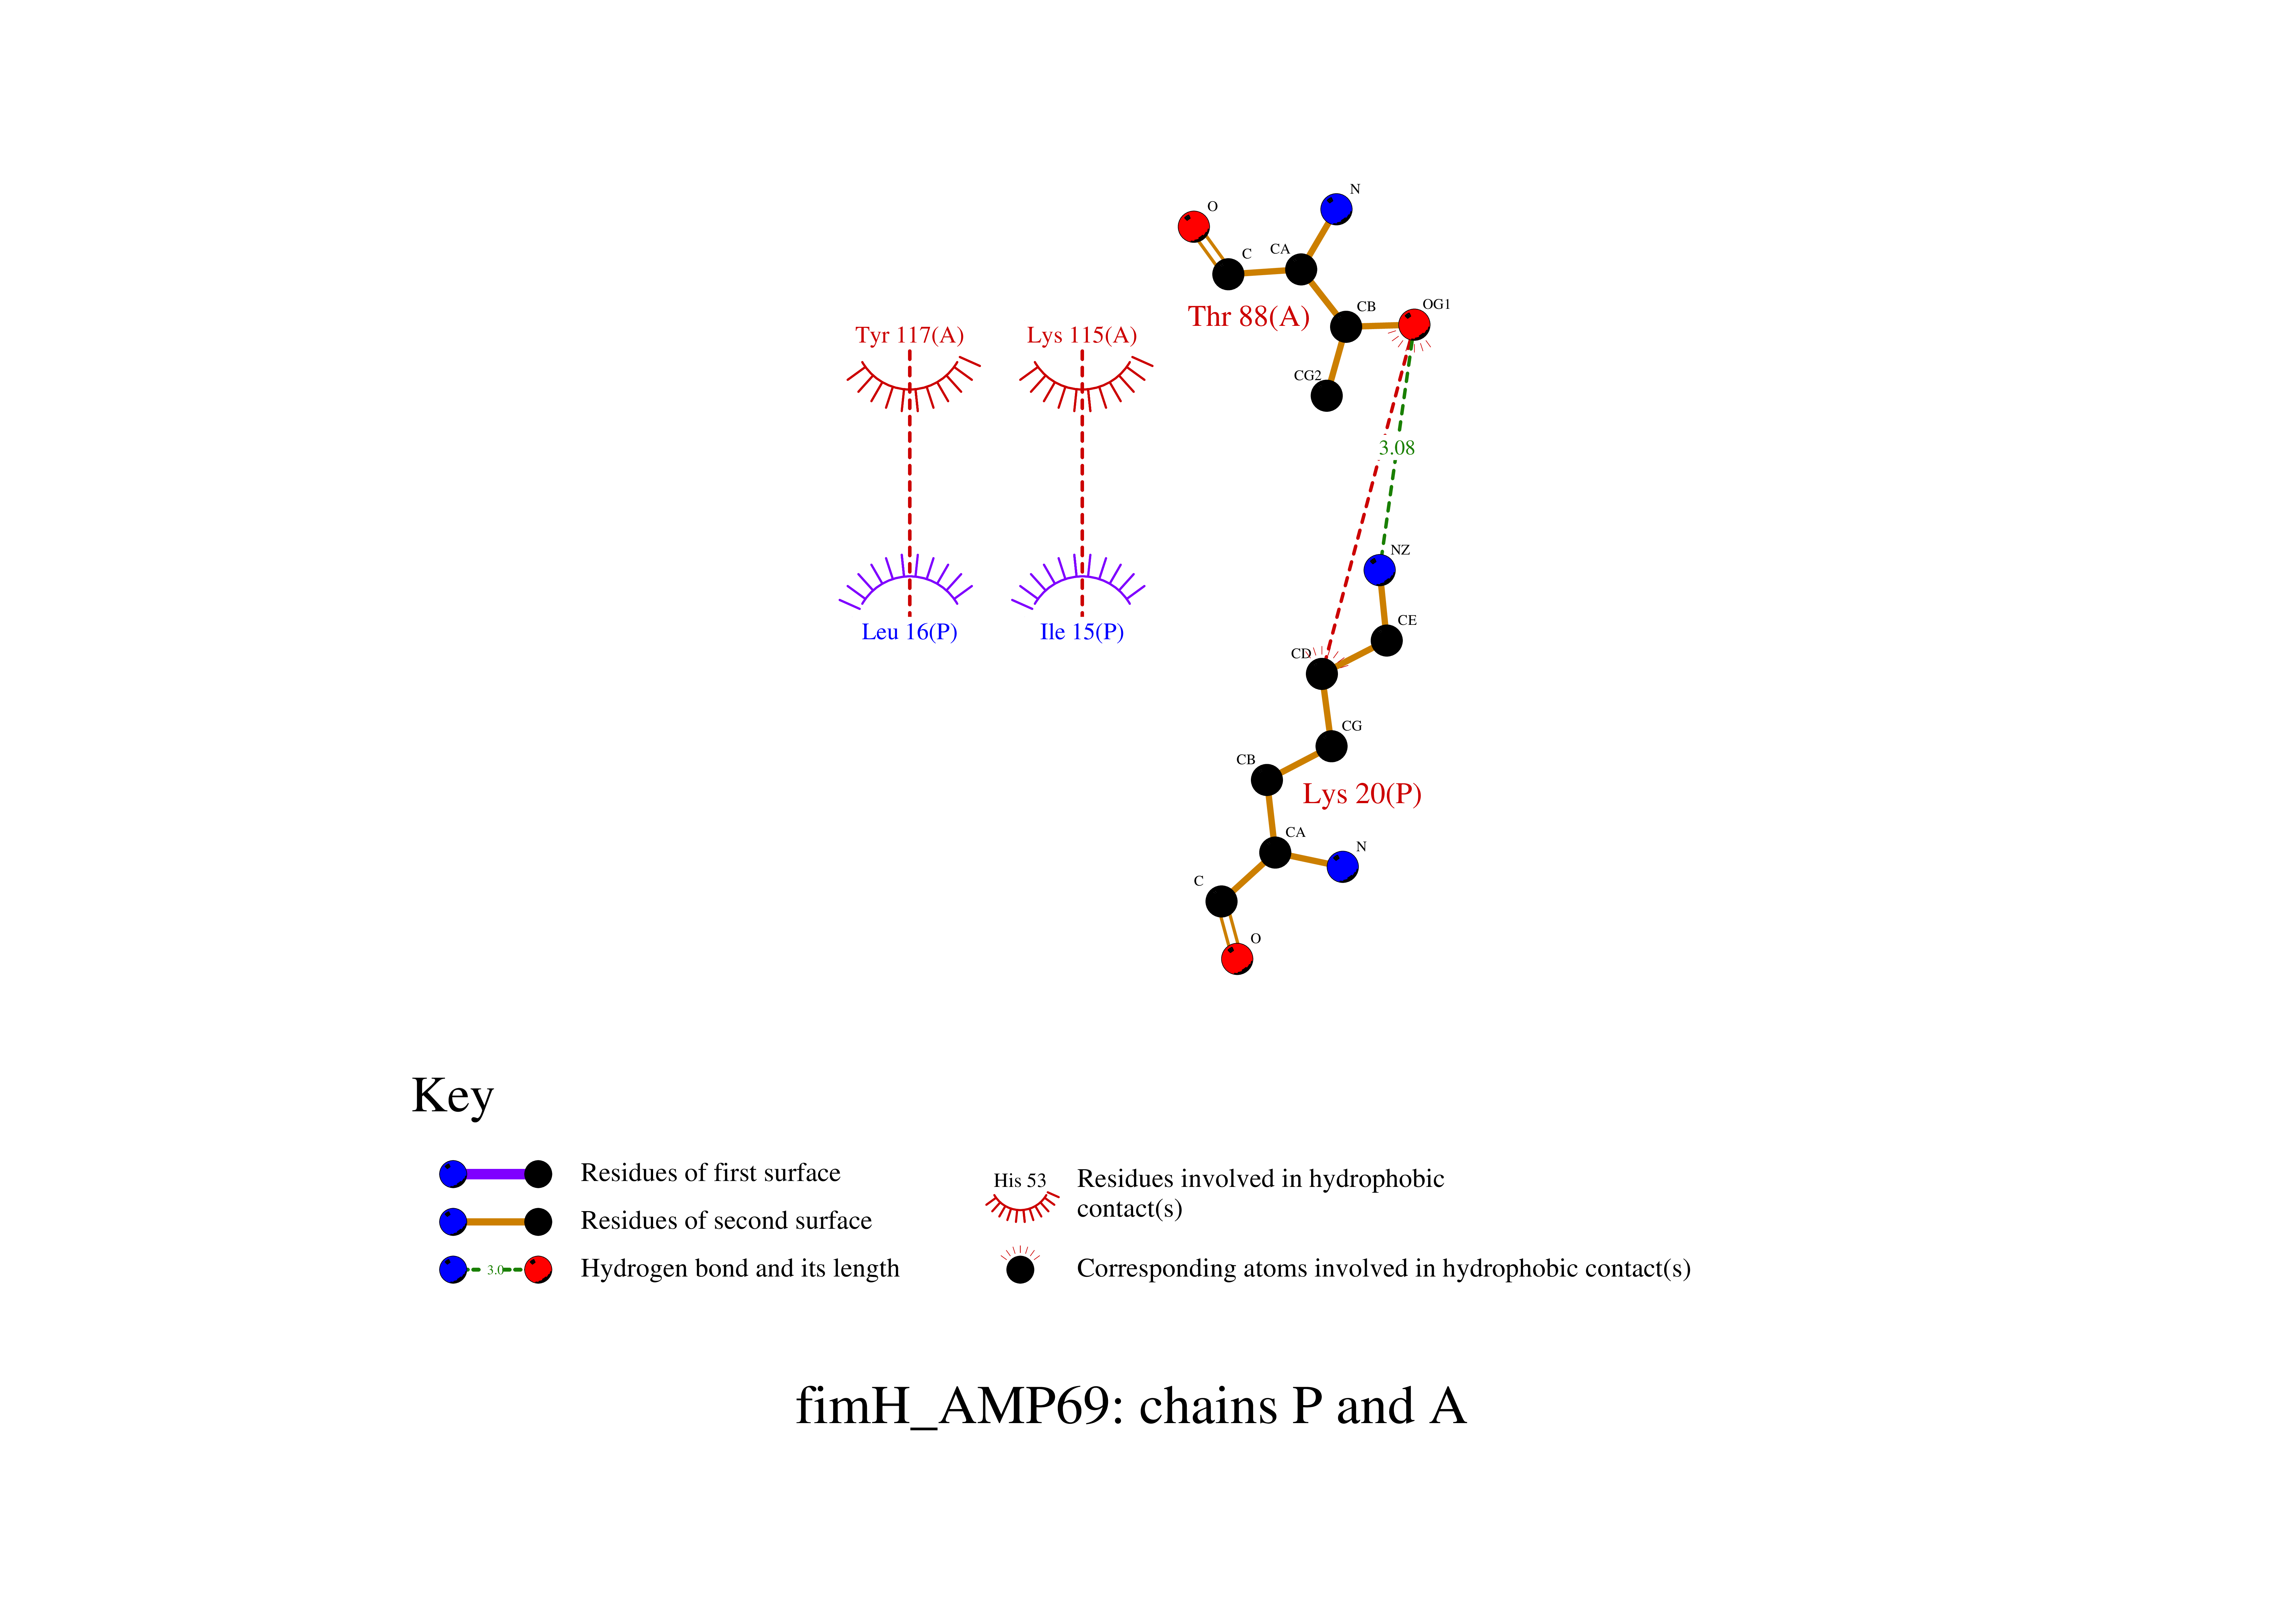 N
O
C
CA
CB
OG1
Thr 88(A)
Tyr 117(A)
Lys 115(A)
CG2
3.08
NZ
CE
Leu 16(P)
Ile 15(P)
CD
CG
CB
Lys 20(P)
CA
N
C
O
Key
Residues of first surface
Residues of second surface
3.0
Hydrogen bond and its length
His 53
Residues involved in hydrophobic
contact(s)
Corresponding atoms involved in hydrophobic contact(s)
fimH_AMP69: chains P and A